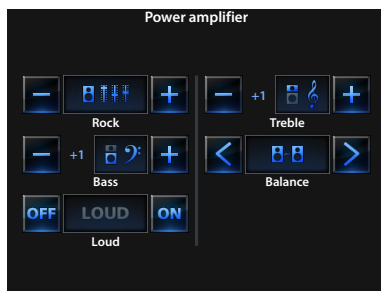 Power amplifier
Rock
+1
Treble
+1
Bass
Balance
OFF LOUD ON
Loud